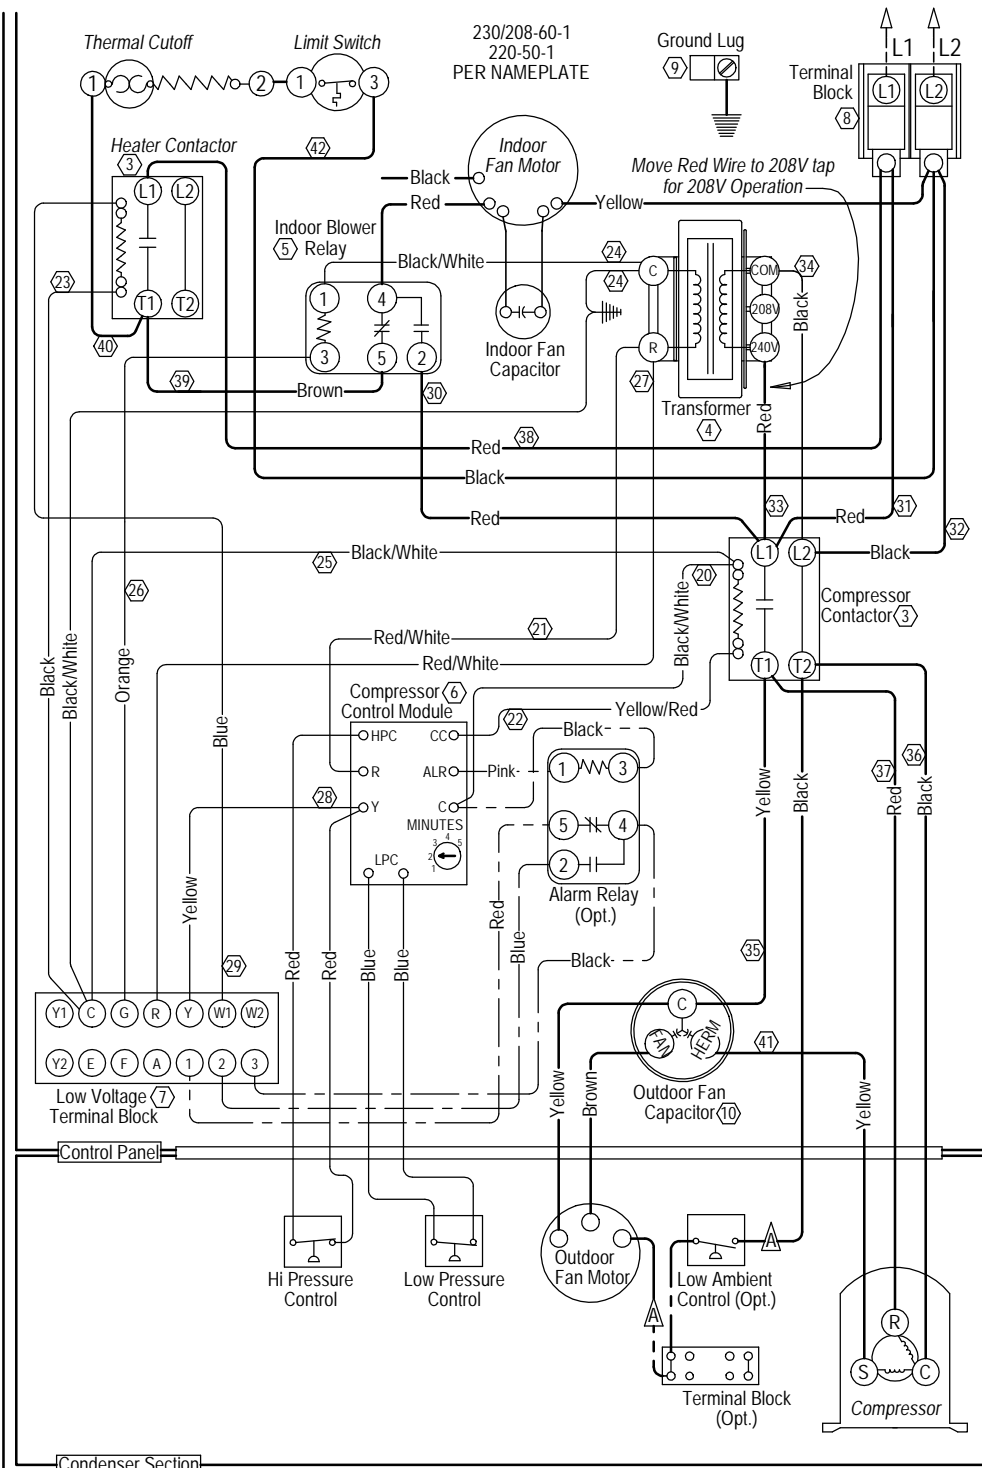 Thermal Cutoff
Limit Switch
230/208-60-1
220-50-1
PER NAMEPLATE
Ground Lug
9
L1 L2
Terminal
Block
8
L1 L2
1 2 1 3
42
Heater Contactor
3
L1 L2
T1 T2
23
40
39
Brown
Indoor
Fan Motor
Black
Red
Yellow
Move Red Wire to 208V tap
for 208V Operation
Indoor Blower
5 Relay
Black/White
24
24
1 4
3 5 2
30
Indoor Fan
Capacitor
C
R
27
COM
208V
240V
34
Black
Transformer
4
Red
Red
38
Black
Red
33
Red
31
32
Black
Black/White
25
26
20
L1 L2
T1 T2
Compressor
Contactor 3
Black
Black/White
Orange
Blue
Red/White
21
Red/White
Black/White
Compressor 6
Control Module
HPC CC
R ALR
Y C
MINUTES
1 2 3 4 5
LPC
22
Yellow/Red
Black
Pink
28
1 3
5 4
2
Alarm Relay
(Opt.)
Yellow
Black
37
Red
36
Black
Yellow
29
Red
Red
Blue
Blue
Red
Blue
Black
35
Y1 C G R Y W1 W2
Y2 E F A 1 2 3
Low Voltage 7
Terminal Block
C
FAN
HERM
41
Outdoor Fan
Capacitor 10
Yellow
Brown
Yellow
Control Panel
Hi Pressure
Control
Low Pressure
Control
Outdoor
Fan Motor
A
Low Ambient
Control (Opt.)
A
Terminal Block
(Opt.)
R
S C
Compressor
Condenser Section